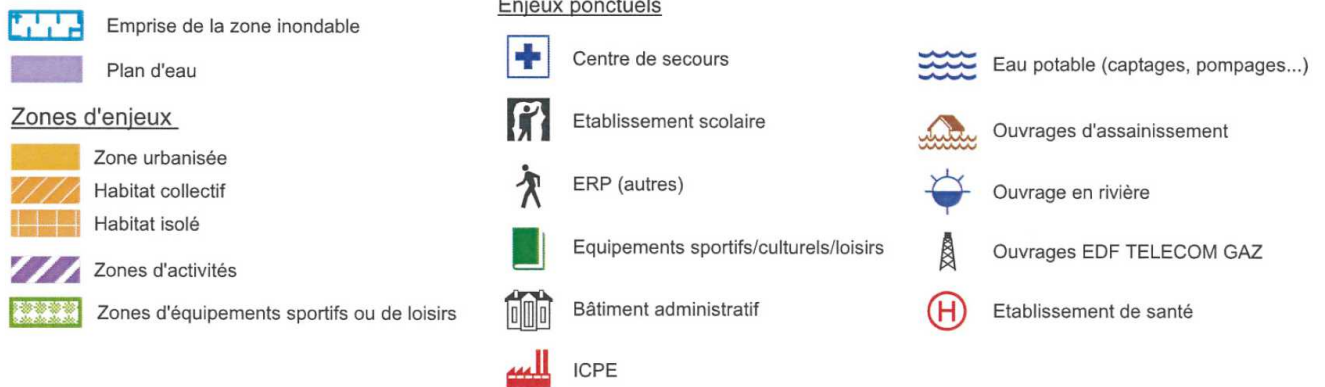 Emprise de la zone inondable
Plan d'eau
Zones d'enjeux
Zone urbanisée
Habitat collectif
Habitat isolé
Zones d'activités
Zones d'équipements sportifs ou de loisirs
Enjeux ponctuels
Centre de secours
Etablissement scolaire
ERP (autres)
Equipements sportifs/culturels/loisirs
Bâtiment administratif
ICPE
Eau potable (captages, pompages...)
Ouvrages d'assainissement
Ouvrage en rivière
Ouvrages EDF TELECOM GAZ
H
Etablissement de santé